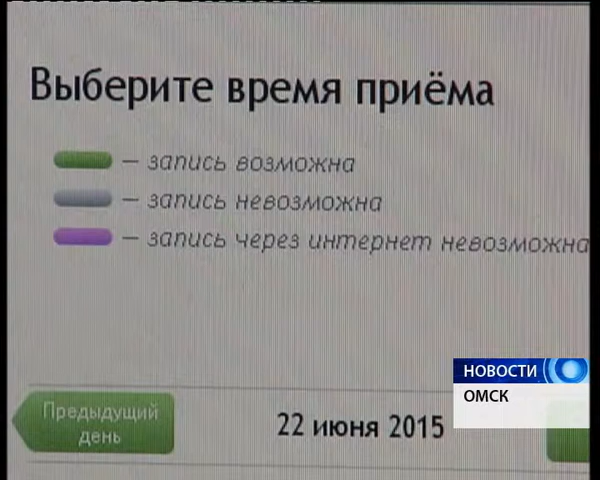 Выберите время приёма
— запись возможна
— запись невозможна
— запись через интернет невозможна
НОВОСТИ
ОМСК
Предыдущий
день
22 июня 2015